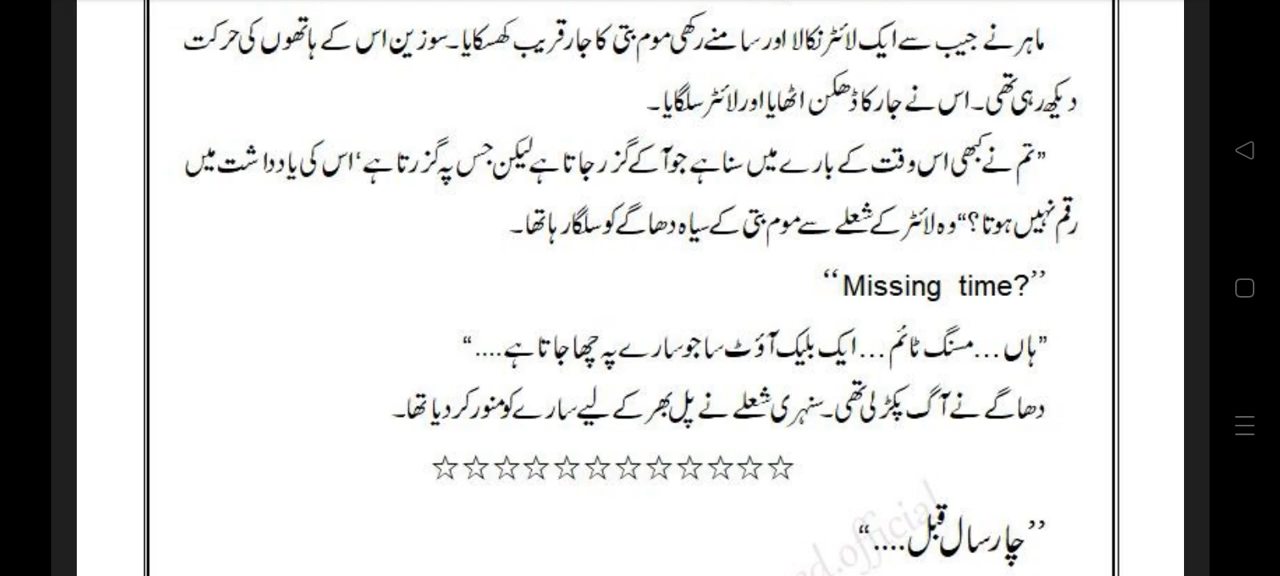 ماہر نے جیب سے ایک لائٹر نکالا اور سامنے رکھی موم بتی کا جار قریب کھسکایا۔سوزین اس کے ہاتھوں کی حرکت
دیکھ رہی تھی۔اس نے جار کا ڈھکن اٹھایا اور لائٹر سلگایا۔
”تم نے کبھی اس وقت کے بارے میں سنا ہے جو آکے گزر جاتا ہے لیکن جس پہ گزرتا ہے‘ اس کی یادداشت میں
رقم نہیں ہوتا؟“ وہ لائٹر کے شعلے سے موم بتی کے سیاہ دھاگے کو سلگا رہا تھا۔
‘‘Missing time?’’
”ہاں...مسنگ ٹائم...ایک بلیک آؤٹ سا جو سارے پہ چھا جاتا ہے....“
دھاگے نے آگ پکڑ لی تھی۔سنہری شعلے نے پل بھر کے لیے سارے کو منور کر دیا تھا۔
☆☆☆☆☆☆☆☆☆☆☆☆
’’چار سال قبل....“
d.official